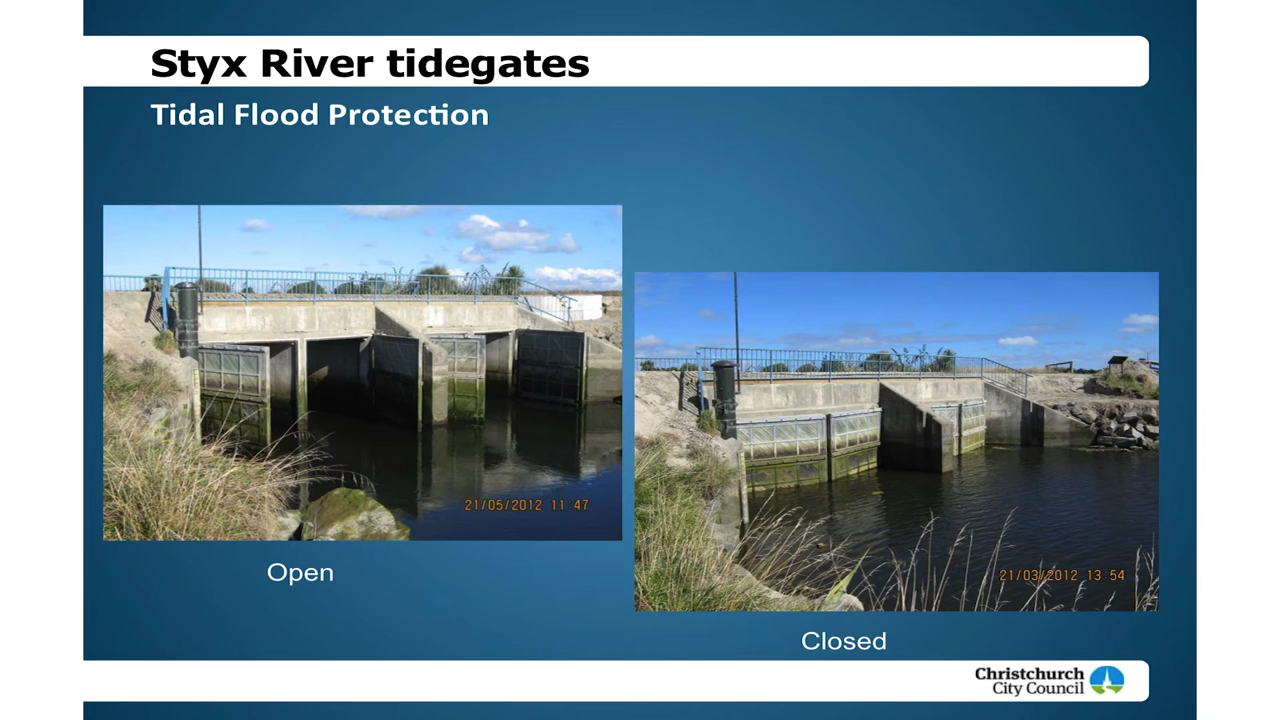 Styx River tidegates
Tidal Flood Protection
21/05/2012 11:47
Open
21/03/2012 13:54
Closed
Christchurch
City Council